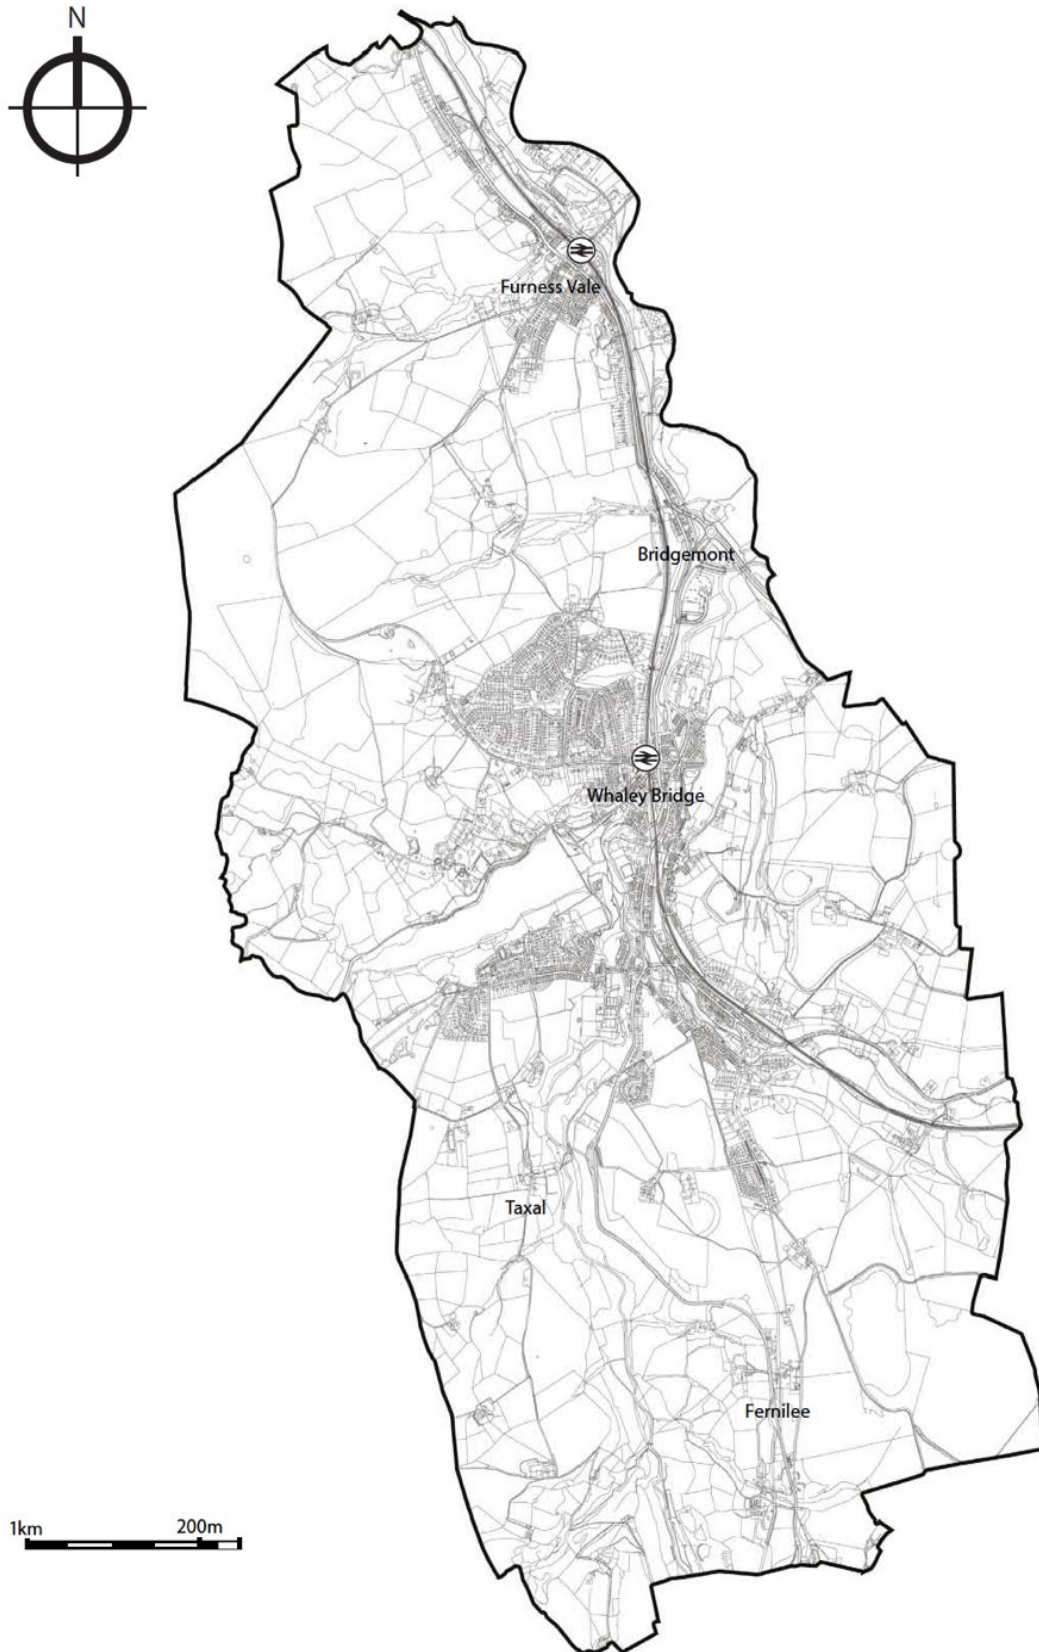 N
Furness Vale
Bridgemont
Whaley Bridge
Taxal
Fernilee
1km 200m